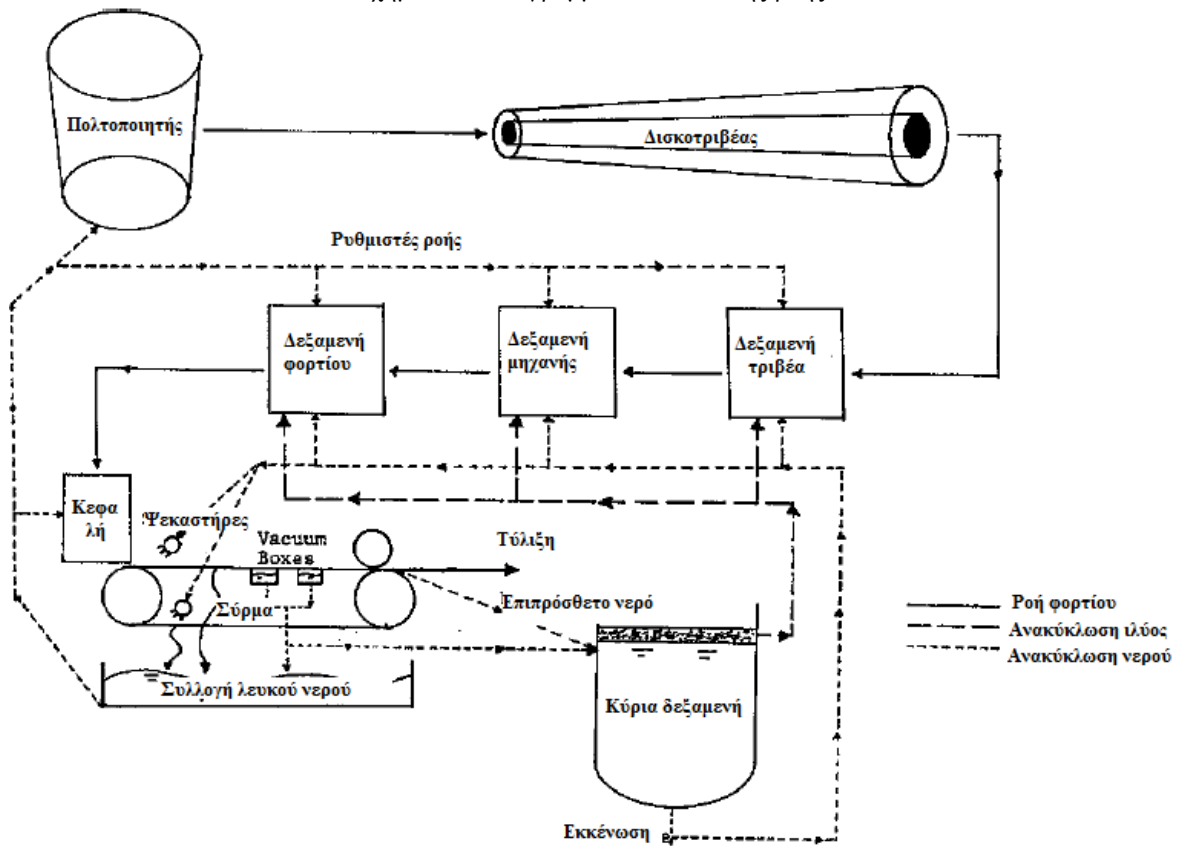 Πολτοποιητής
Δισκοτριβέας
Ρυθμιστές ροής
Δεξαμενή
φορτίου
Δεξαμενή
μηχανής
Δεξαμενή
τριβέα
Κεφα
λή
Ψεκαστήρες
Vacuum
Boxes
Τύλιξη
Σύρμα
Επιπρόσθετο νερό
Ροή φορτίου
Ανακύκλωση ιλύος
Ανακύκλωση νερού
Συλλογή λευκού νερού
Κύρια δεξαμενή
Εκκένωση